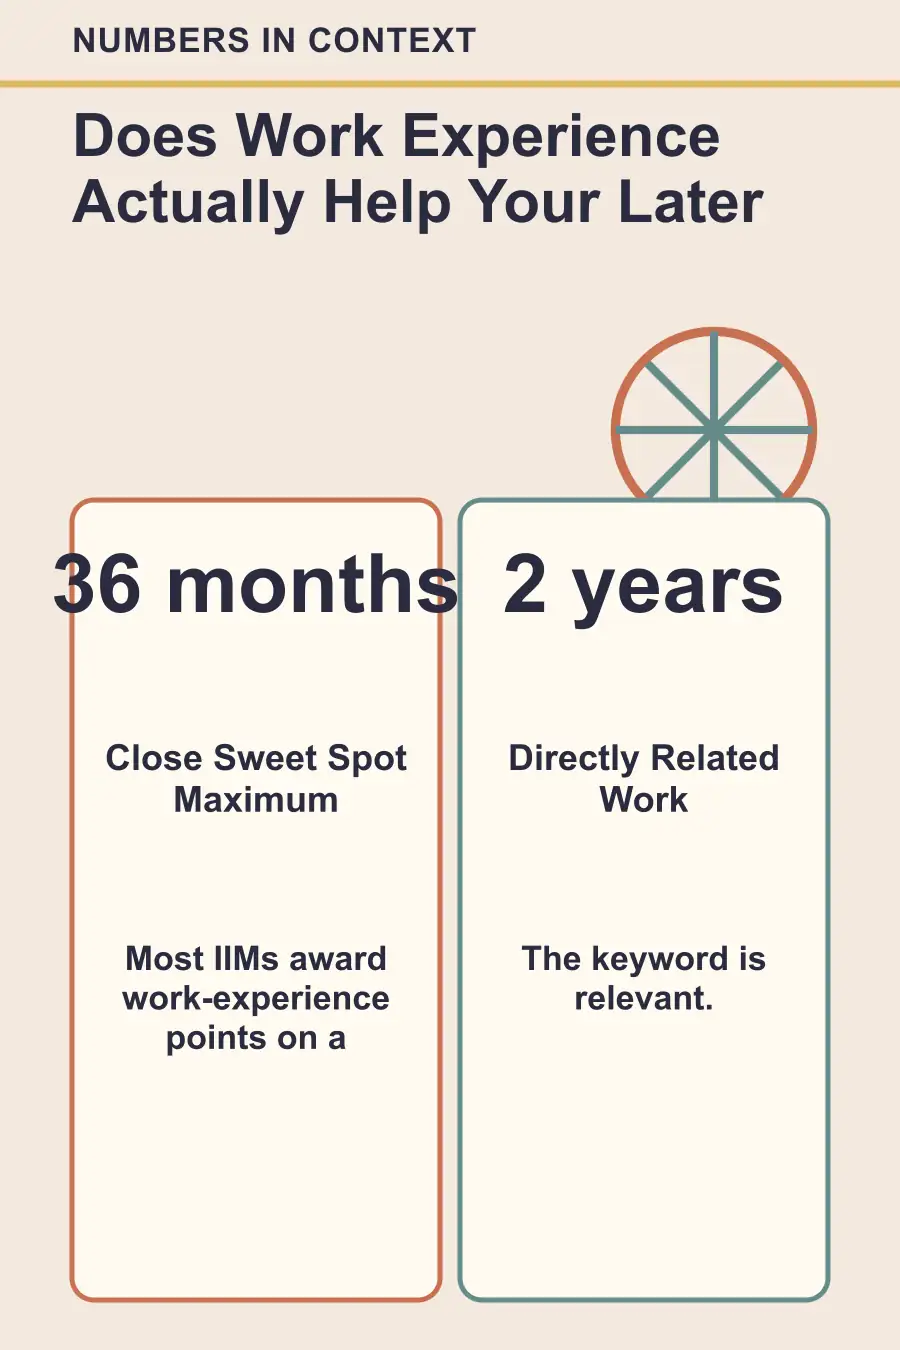 NUMBERS IN CONTEXT
Does Work Experience
Actually Help Your Later
36 months
Close Sweet Spot
Maximum
Most IIMs award
work-experience
points on a
2 years
Directly Related
Work
The keyword is
relevant.